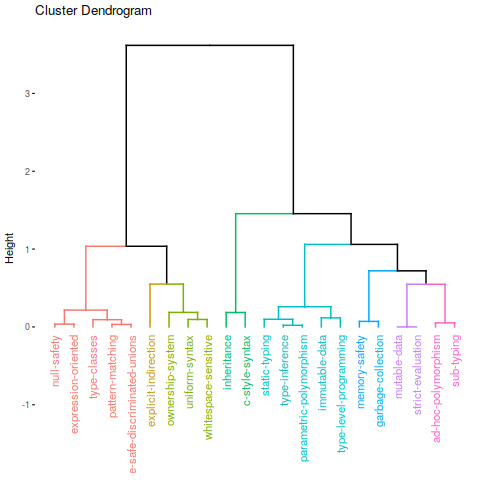 Cluster Dendrogram
Height
3
2
1
0
-1
null-safety
expression-oriented
type-classes
pattern-matching
e-safe-discriminated-unions
explicit-indirection
ownership-system
uniform-syntax
whitespace-sensitive
inheritance
c-style-syntax
static-typing
type-inference
parametric-polymorphism
immutable-data
type-level-programming
memory-safety
garbage-collection
mutable-data
strict-evaluation
ad-hoc-polymorphism
sub-typing